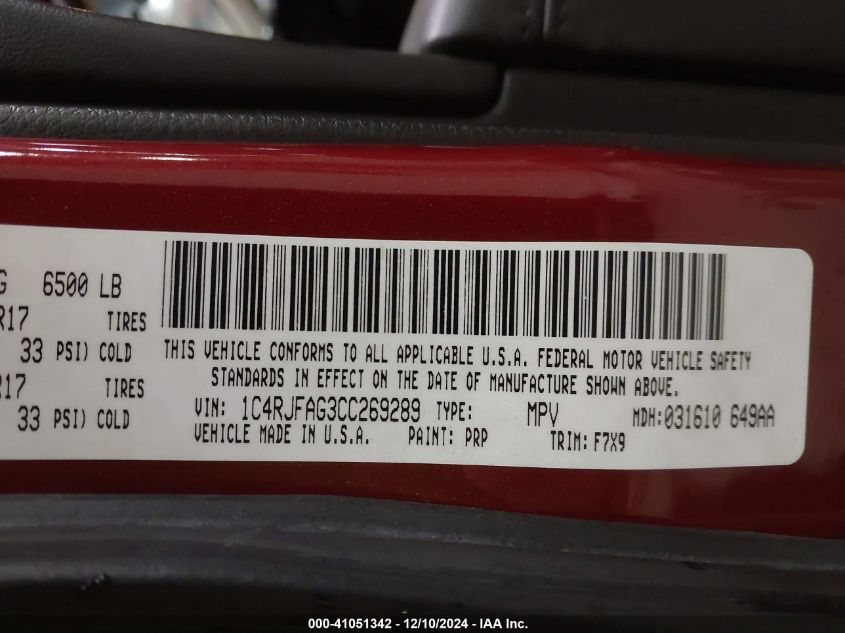 G 6500 LB
R17 TIRES
33 PSI) COLD
R17 TIRES
33 PSI) COLD
THIS VEHICLE CONFORMS TO ALL APPLICABLE U.S.A. FEDERAL MOTOR VEHICLE SAFETY
STANDARDS IN EFFECT ON THE DATE OF MANUFACTURE SHOWN ABOVE.
VIN: 1C4RJFAG3CC269289 TYPE: MPV MDH:031610 649AA
VEHICLE MADE IN U.S.A. PAINT: PRP TRIM: F7X9
000-41051342 - 12/10/2024 - IAA Inc.